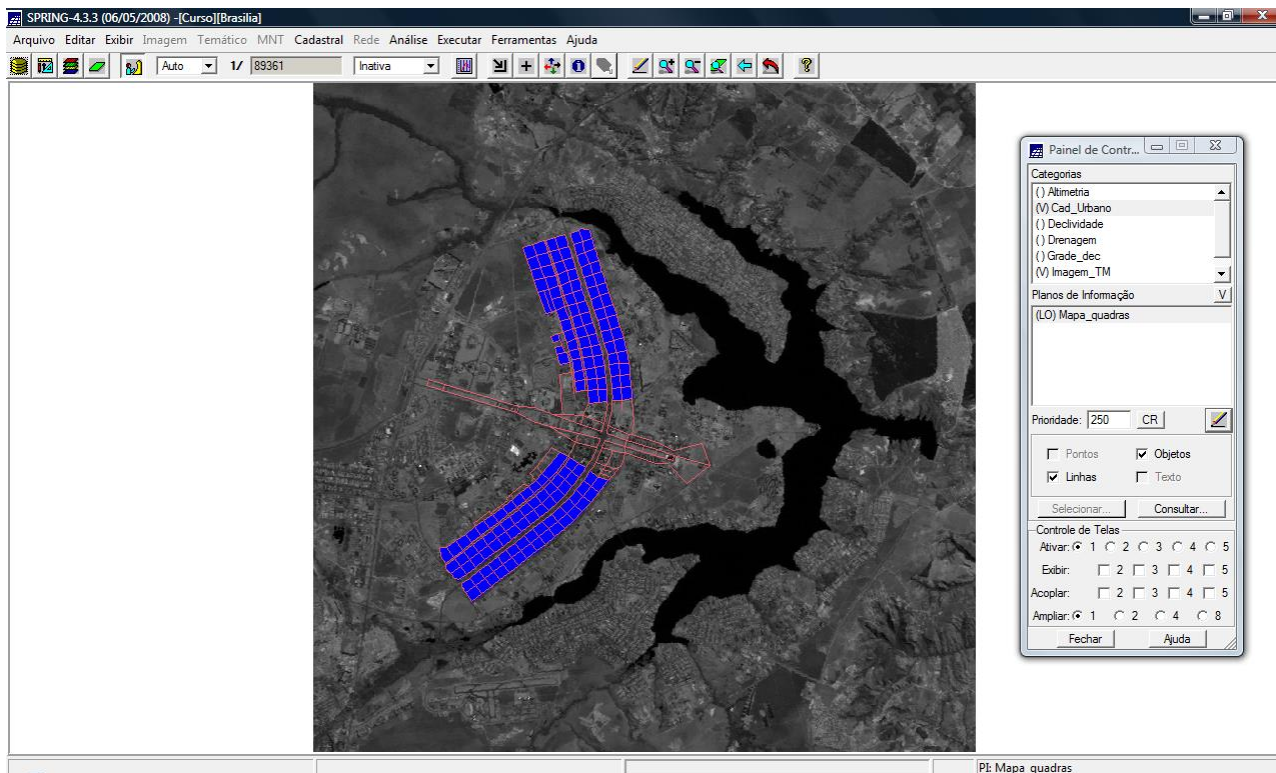 SPRING-4.3.3 (06/05/2008) -[Curso][Brasilia]
Arquivo Editar Exibir Imagem Temático MNT Cadastral Rede Análise Executar Ferramentas Ajuda
Auto 1/ 89361 Inativa
Painel de Contr...
Categorias
( ) Altimetria
(V) Cad_Urbano
( ) Declividade
( ) Drenagem
( ) Grade_dec
(V) Imagem_TM
Planos de Informação V
(LO) Mapa_quadras
Prioridade: 250 CR
Pontos Objetos
Linhas Texto
Selecionar... Consultar...
Controle de Telas
Ativar: 1 2 3 4 5
Exibir: 2 3 4 5
Acoplar: 2 3 4 5
Ampliar: 1 2 4 8
Fechar Ajuda
PI: Mapa_quadras